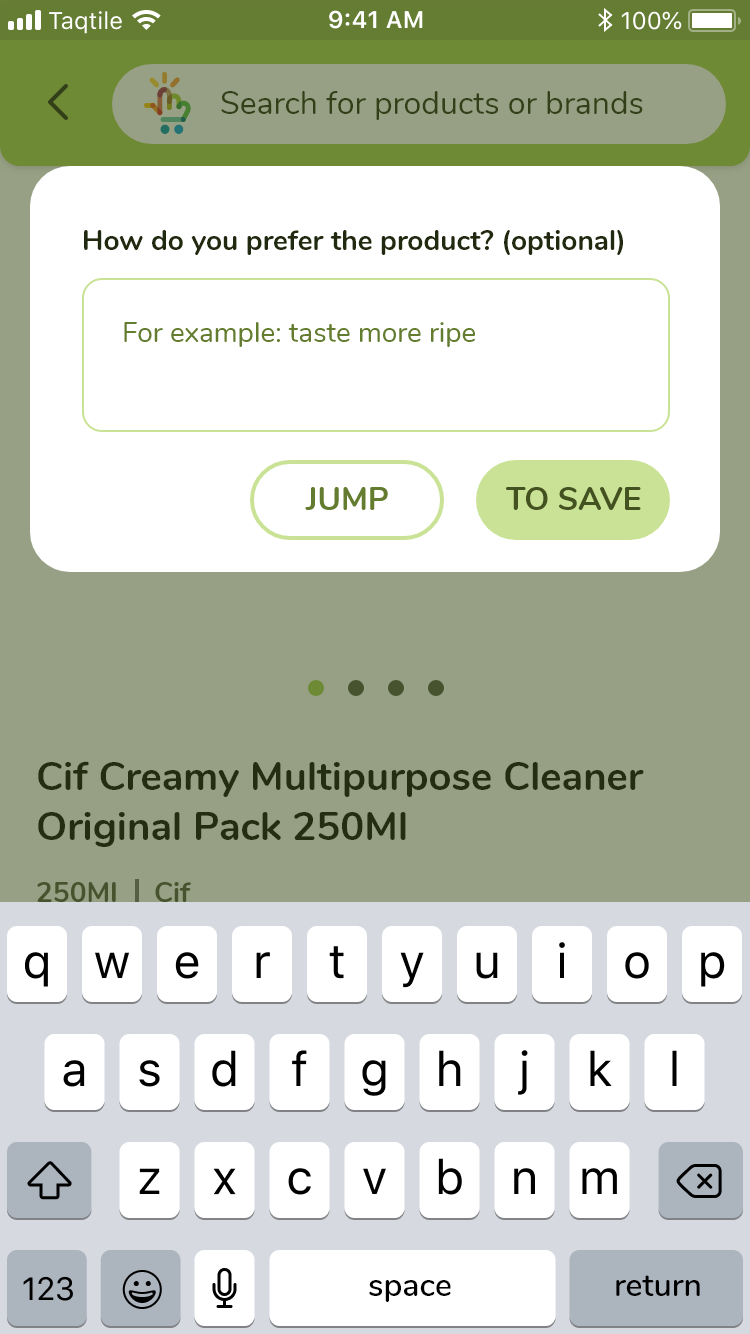 Taqtile 9:41 AM 100%
Search for products or brands
How do you prefer the product? (optional)
For example: taste more ripe
JUMP TO SAVE
Cif Creamy Multipurpose Cleaner
Original Pack 250Ml
250Ml | Cif
q w e r t y u i o p
a s d f g h j k l
z x c v b n m
123 space return